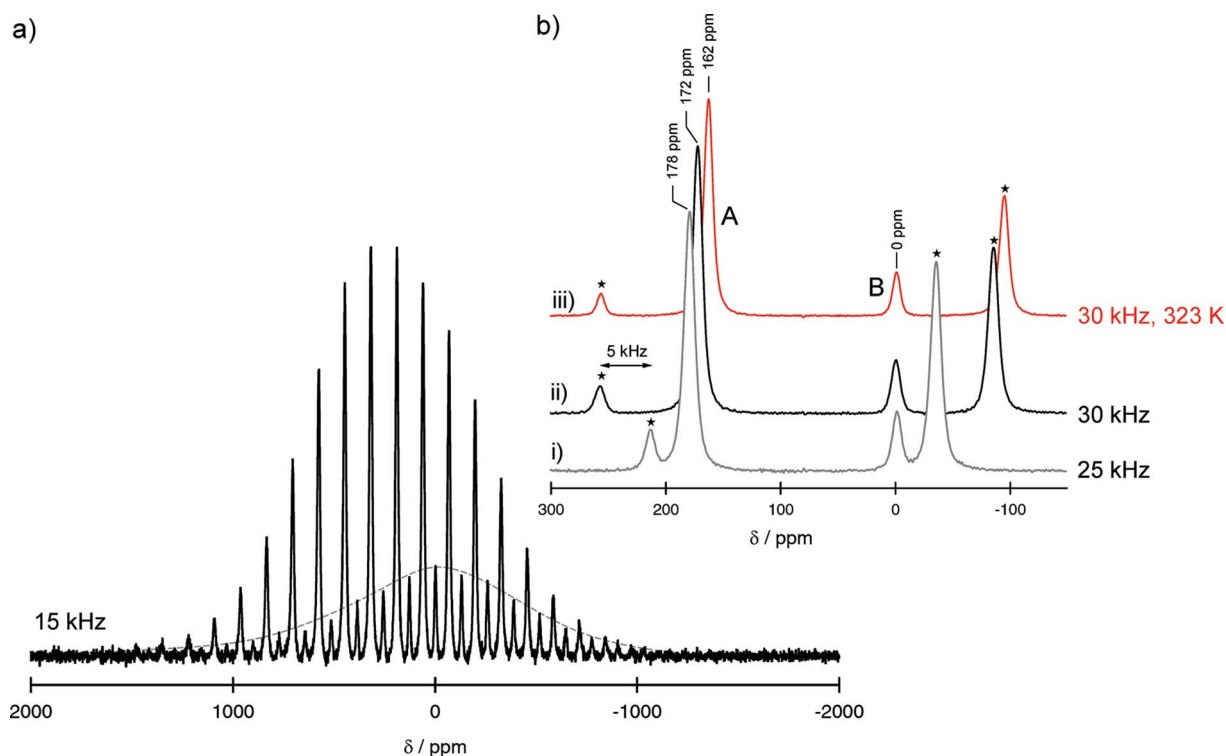 a)
15 kHz
2000
1000
0
-1000
-2000
δ / ppm
b)
178 ppm
172 ppm
162 ppm
A
0 ppm
B
iii)
30 kHz, 323 K
5 kHz
ii)
30 kHz
i)
25 kHz
300
200
100
0
-100
δ / ppm